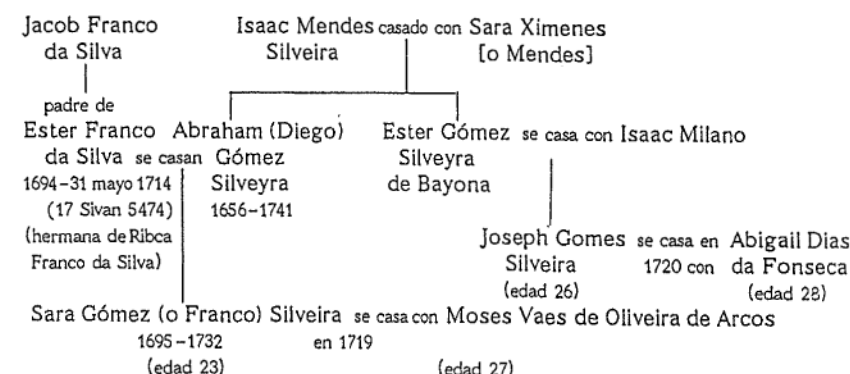 Jacob Franco Isaac Mendes casado con Sara Ximenes
da Silva Silveira [o Mendes]
padre de
Ester Franco Abraham (Diego) Ester Gómez se casa con Isaac Milano
da Silva se casan Gómez Silveyra
1694-31 mayo 1714 Silveyra de Bayona
(17 Sivan 5474) 1656-1741
(hermana de Ribca Joseph Gomes se casa en Abigail Dias
Franco da Silva) Silveira 1720 con da Fonseca
(edad 26) (edad 28)
Sara Gómez (o Franco) Silveira se casa con Moses Vaes de Oliveira de Arcos
1695-1732 en 1719
(edad 23) (edad 27)